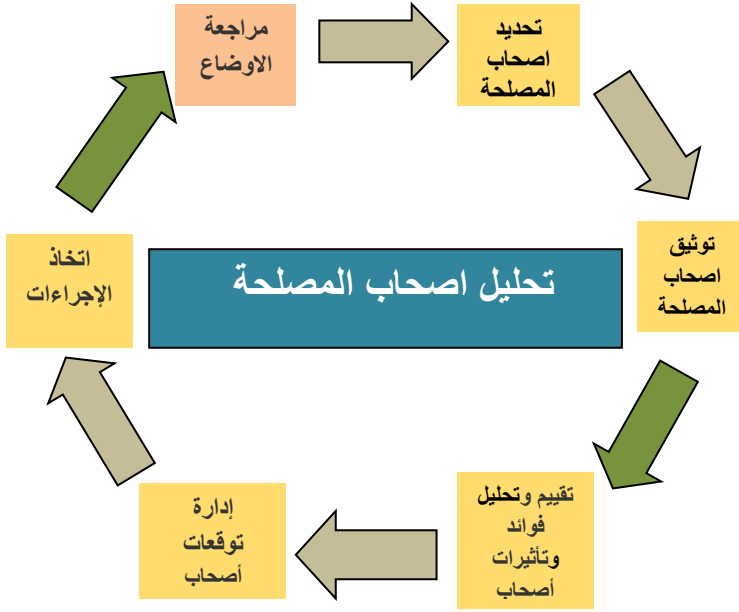 مراجعة
الاوضاع
تحديد
اصحاب
المصلحة
توثيق
اصحاب
المصلحة
تقييم وتحليل
فوائد
وتأثيرات
أصحاب
إدارة
توقعات
أصحاب
اتخاذ
الإجراءات
تحليل اصحاب المصلحة